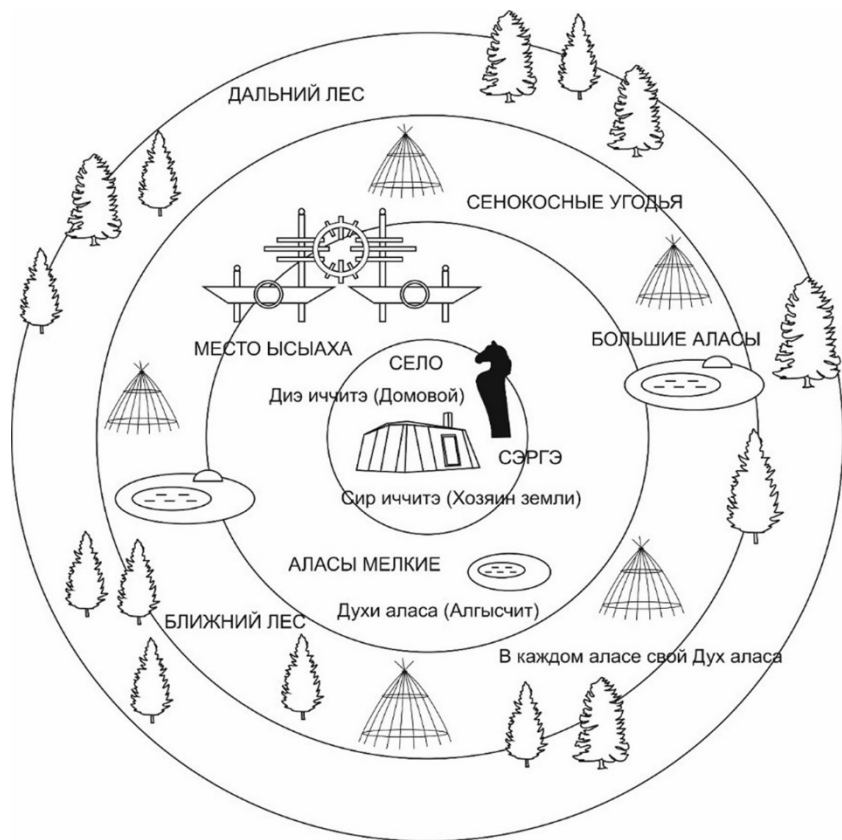 ДАЛЬНИЙ ЛЕС
СЕНОКОСНЫЕ УГОДЬЯ
БОЛЬШИЕ АЛАСЫ
МЕСТО ЫСЫАХА
СЕЛО
Диэ иччитэ (Домовой)
СЭРГЭ
Сир иччитэ (Хозяин земли)
АЛАСЫ МЕЛКИЕ
Духи аласа (Алгысчит)
БЛИЖНИЙ ЛЕС
В каждом аласе свой Дух аласа